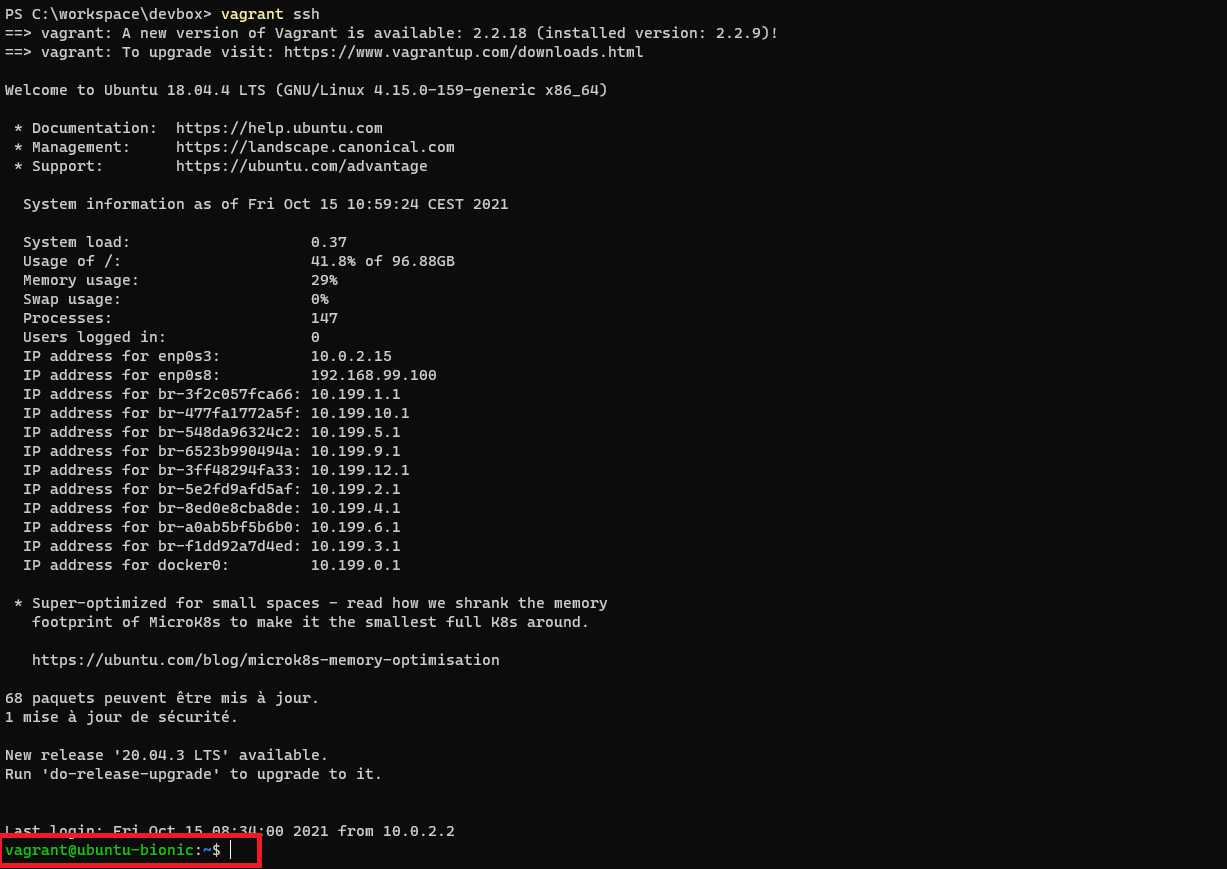 PS C:\workspace\devbox> vagrant ssh
==> vagrant: A new version of Vagrant is available: 2.2.18 (installed version: 2.2.9)!
==> vagrant: To upgrade visit: https://www.vagrantup.com/downloads.html
Welcome to Ubuntu 18.04.4 LTS (GNU/Linux 4.15.0-159-generic x86_64)
* Documentation:  https://help.ubuntu.com
* Management:     https://landscape.canonical.com
* Support:        https://ubuntu.com/advantage
System information as of Fri Oct 15 10:59:24 CEST 2021
System load:                    0.37
Usage of /:                     41.8% of 96.88GB
Memory usage:                   29%
Swap usage:                     0%
Processes:                      147
Users logged in:                0
IP address for enp0s3:          10.0.2.15
IP address for enp0s8:          192.168.99.100
IP address for br-3f2c057fca66: 10.199.1.1
IP address for br-477fa1772a5f: 10.199.10.1
IP address for br-548da96324c2: 10.199.5.1
IP address for br-6523b990494a: 10.199.9.1
IP address for br-3ff48294fa33: 10.199.12.1
IP address for br-5e2fd9afd5af: 10.199.2.1
IP address for br-8ed0e8cba8de: 10.199.4.1
IP address for br-a0ab5bf5b6b0: 10.199.6.1
IP address for br-f1dd92a7d4ed: 10.199.3.1
IP address for docker0:         10.199.0.1
* Super-optimized for small spaces - read how we shrank the memory
footprint of MicroK8s to make it the smallest full K8s around.
https://ubuntu.com/blog/microk8s-memory-optimisation
68 paquets peuvent être mis à jour.
1 mise à jour de sécurité.
New release '20.04.3 LTS' available.
Run 'do-release-upgrade' to upgrade to it.
Last login: Fri Oct 15 08:34:00 2021 from 10.0.2.2
vagrant@ubuntu-bionic:~$